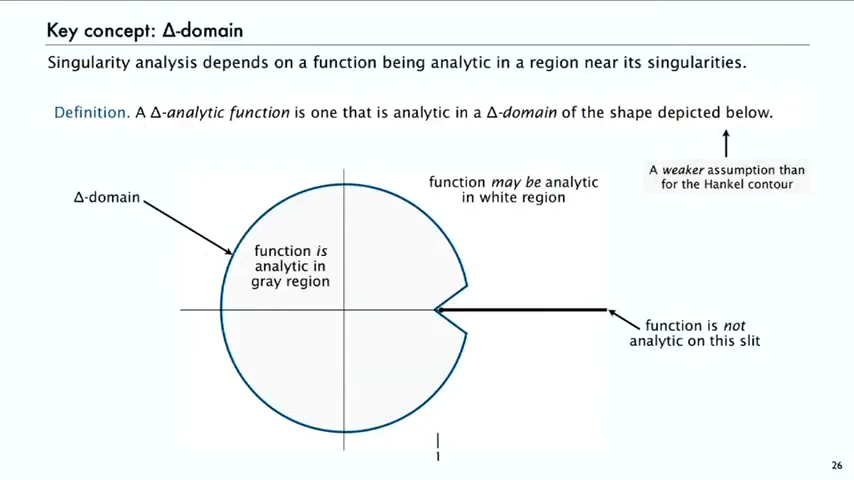 Key concept: Δ-domain
Singularity analysis depends on a function being analytic in a region near its singularities.
Definition. A Δ-analytic function is one that is analytic in a Δ-domain of the shape depicted below.
A weaker assumption than
for the Hankel contour
function may be analytic
in white region
Δ-domain
function is
analytic in
gray region
function is not
analytic on this slit
1
26